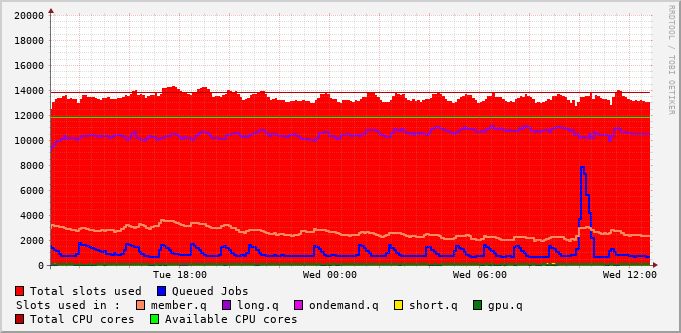 20000
18000
16000
14000
12000
10000
8000
6000
4000
2000
0
Tue 18:00 Wed 00:00 Wed 06:00 Wed 12:00
RRDTOOL / TOBI OETIKER
Total slots used Queued Jobs
Slots used in : member.q long.q ondemand.q short.q gpu.q
Total CPU cores Available CPU cores